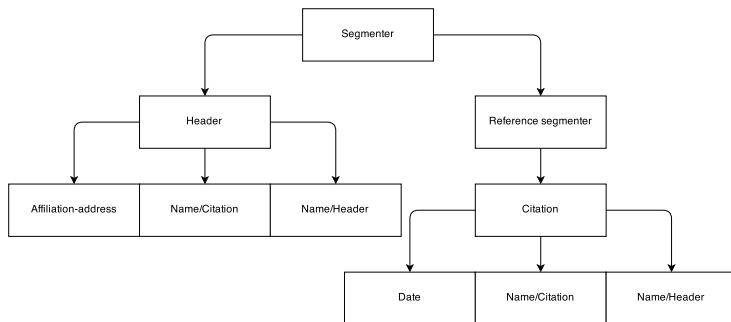 Segmenter
Header
Reference segmenter
Affiliation-address
Name/Citation
Name/Header
Citation
Date
Name/Citation
Name/Header